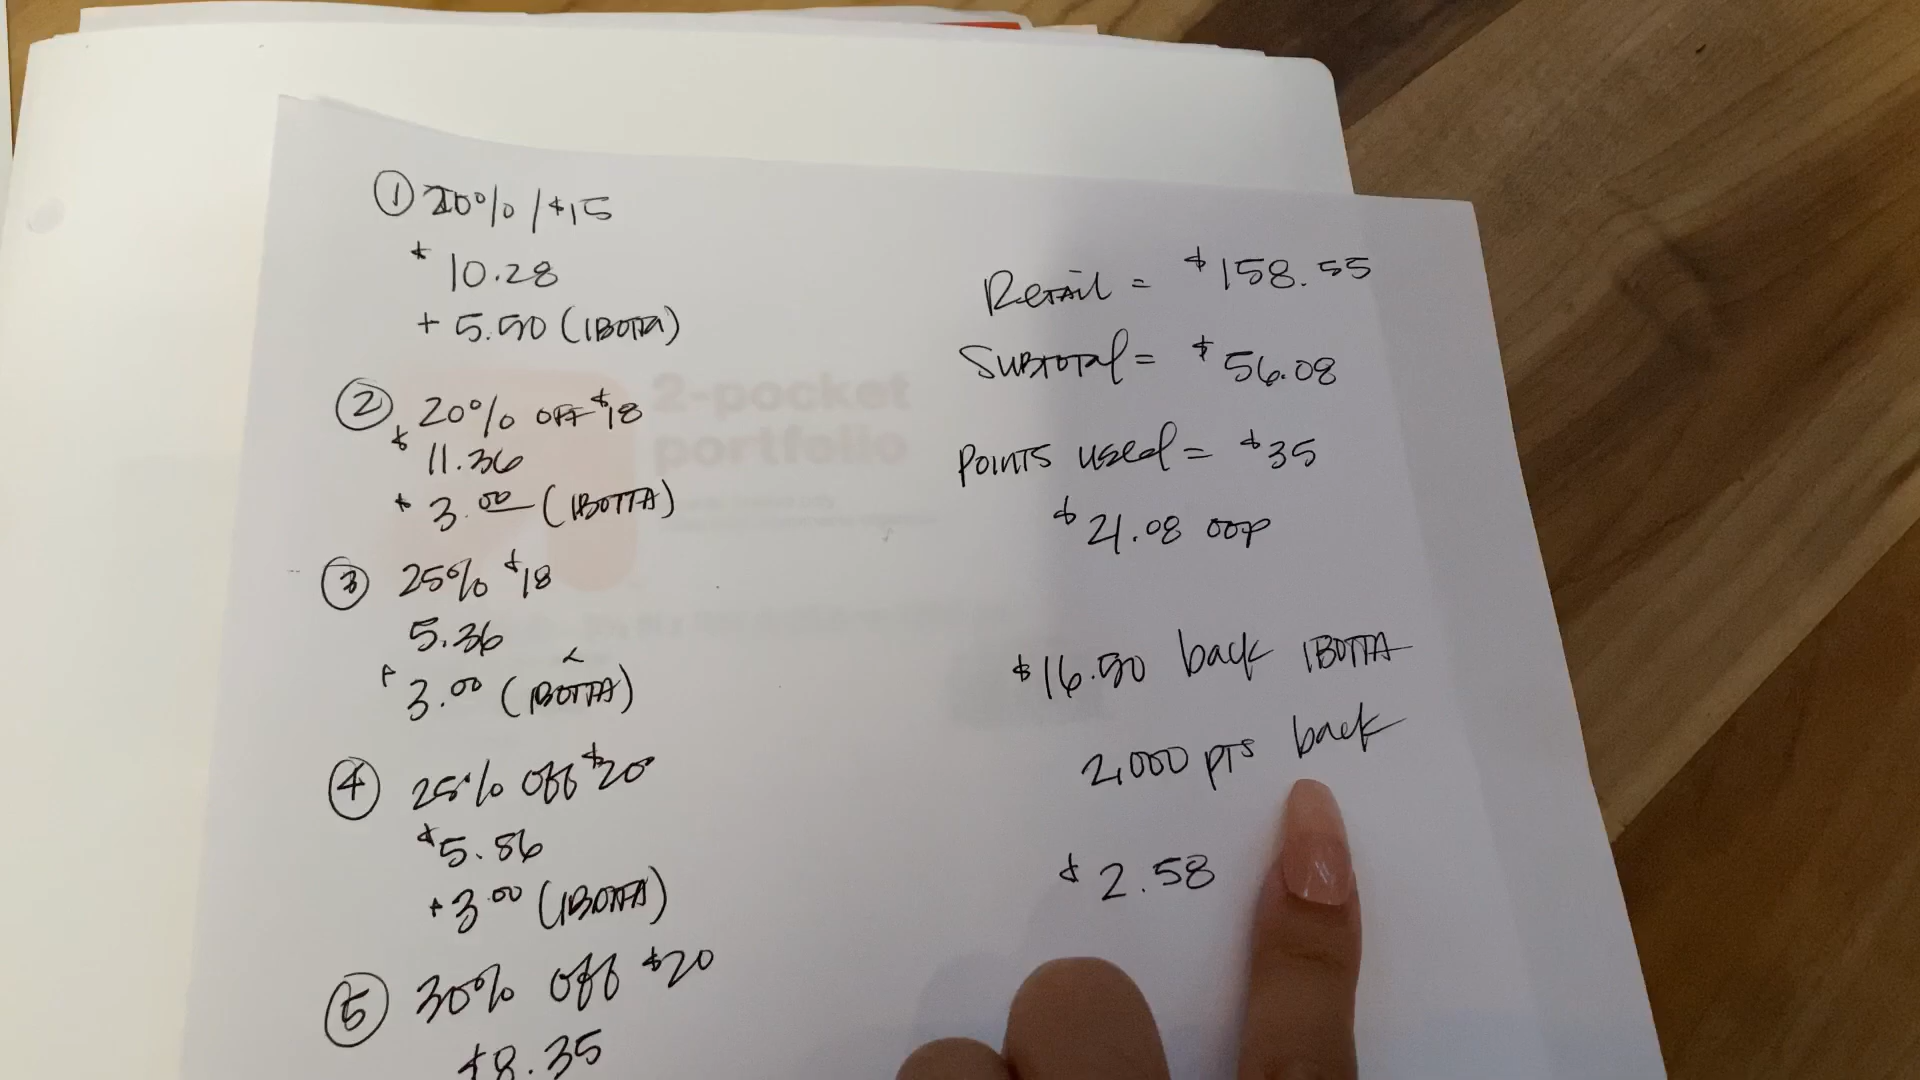 ① 20% / $15
$ 10.28
+ 5.50 (IBOTTA)
② 20% OFF $18
$ 11.36
+ 3.00 (IBOTTA)
③ 25% $18
5.36
+ 3.00 (IBOTTA)
④ 25% off $20
$5.86
+ 3.00 (IBOTTA)
⑤ 30% off $20
$8.35
Retail = $158.55
Subtotal = $56.08
Points used = $35
$21.08 OOP
$16.50 back IBOTTA
2,000 pts back
$2.58
2-pocket
portfolio